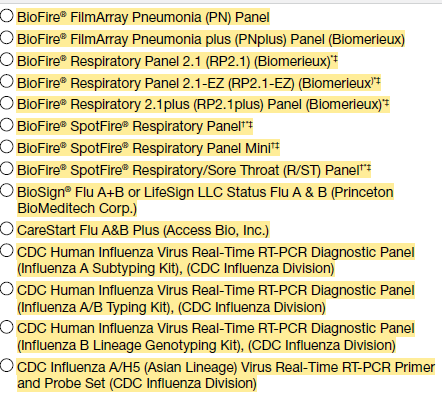 BioFire® FilmArray Pneumonia (PN) Panel
BioFire® FilmArray Pneumonia plus (PNplus) Panel (Biomerieux)
BioFire® Respiratory Panel 2.1 (RP2.1) (Biomerieux)*‡
BioFire® Respiratory Panel 2.1-EZ (RP2.1-EZ) (Biomerieux)*‡
BioFire® Respiratory 2.1plus (RP2.1plus) Panel (Biomerieux)*‡
BioFire® SpotFire® Respiratory Panel†*‡
BioFire® SpotFire® Respiratory Panel Mini†‡
BioFire® SpotFire® Respiratory/Sore Throat (R/ST) Panel†*‡
BioSign® Flu A+B or LifeSign LLC Status Flu A & B (Princeton
BioMeditech Corp.)
CareStart Flu A&B Plus (Access Bio, Inc.)
CDC Human Influenza Virus Real-Time RT-PCR Diagnostic Panel
(Influenza A Subtyping Kit), (CDC Influenza Division)
CDC Human Influenza Virus Real-Time RT-PCR Diagnostic Panel
(Influenza A/B Typing Kit), (CDC Influenza Division)
CDC Human Influenza Virus Real-Time RT-PCR Diagnostic Panel
(Influenza B Lineage Genotyping Kit), (CDC Influenza Division)
CDC Influenza A/H5 (Asian Lineage) Virus Real-Time RT-PCR Primer
and Probe Set (CDC Influenza Division)